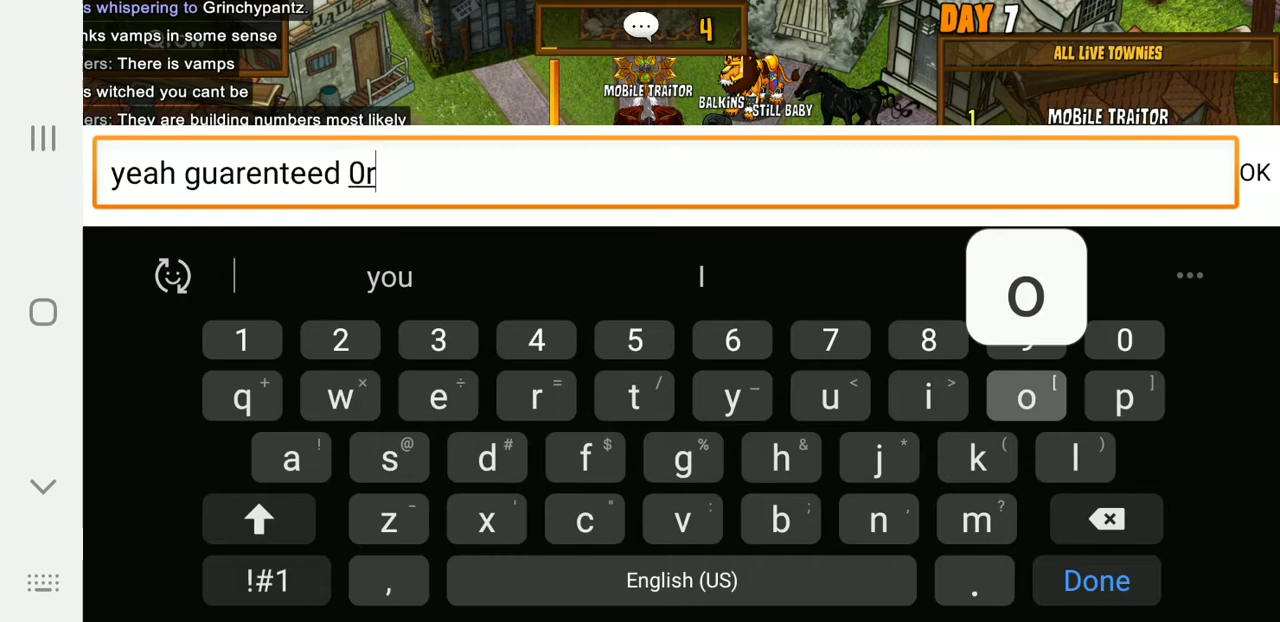 s whispering to Grinchypantz.
nks vamps in some sense
ers: There is vamps
s witched you cant be
ers: They are building numbers most likely
JAIL
4
MOBILE TRAITOR
BALKINS
STILL BABY
DAY 7
ALL LIVE TOWNIES
1 MOBILE TRAITOR
yeah guarenteed 0r
OK
you I
o
1 2 3 4 5 6 7 8 9 0
q + w × e ÷ r = t / y _ u < i > o [ p ]
a ! s @ d # f $ g % h & j * k ( l )
z - x ' c " v : b ; n , m ?
!#1 , English (US) . Done